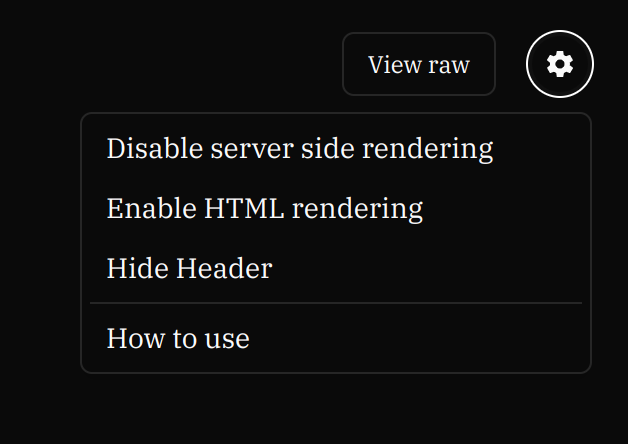 View raw
Disable server side rendering
Enable HTML rendering
Hide Header
How to use